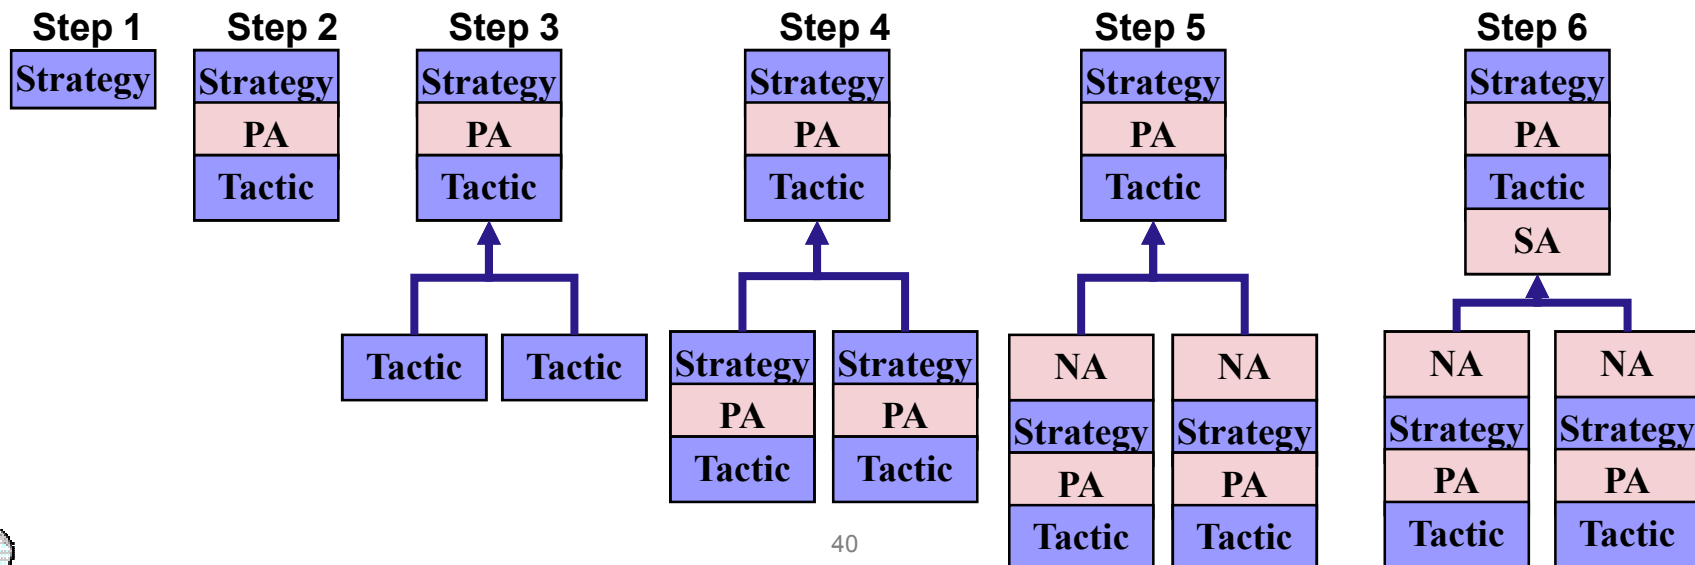 Step 1
Strategy
Step 2
Strategy
PA
Tactic
Step 3
Strategy
PA
Tactic
Tactic
Tactic
Step 4
Strategy
PA
Tactic
Strategy
PA
Tactic
Strategy
PA
Tactic
Step 5
Strategy
PA
Tactic
NA
Strategy
PA
Tactic
NA
Strategy
PA
Tactic
Step 6
Strategy
PA
Tactic
SA
NA
Strategy
PA
Tactic
NA
Strategy
PA
Tactic
40